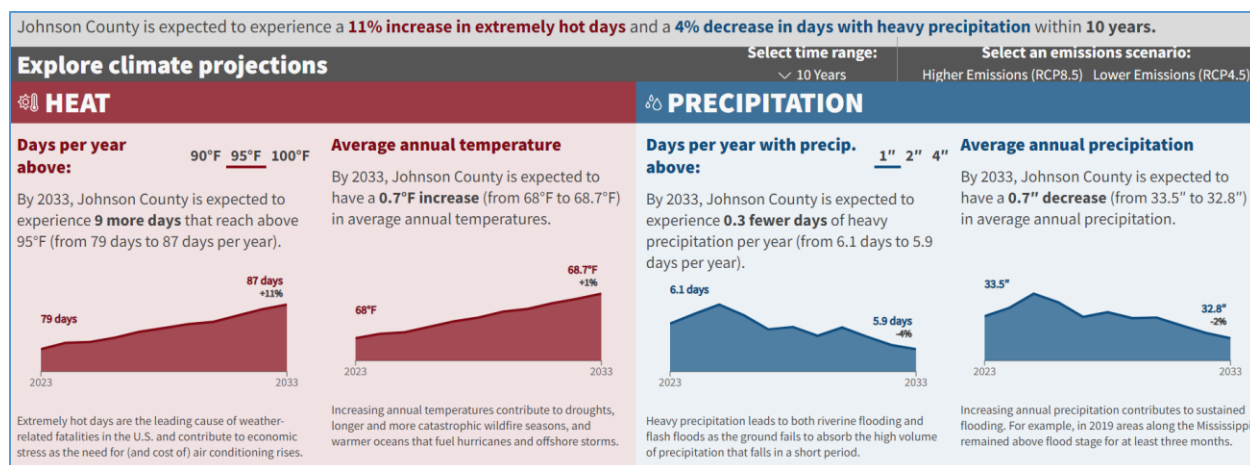 Johnson County is expected to experience a 11% increase in extremely hot days and a 4% decrease in days with heavy precipitation within 10 years.
Explore climate projections
Select time range:
10 Years
Select an emissions scenario:
Higher Emissions (RCP8.5) Lower Emissions (RCP4.5)
HEAT
Days per year
above:
90°F 95°F 100°F
By 2033, Johnson County is expected to
experience 9 more days that reach above
95°F (from 79 days to 87 days per year).
79 days
87 days
+11%
2023
2033
Extremely hot days are the leading cause of weather-
related fatalities in the U.S. and contribute to economic
stress as the need for (and cost of) air conditioning rises.
Average annual temperature
By 2033, Johnson County is expected to
have a 0.7°F increase (from 68°F to 68.7°F)
in average annual temperatures.
68°F
68.7°F
+1%
2023
2033
Increasing annual temperatures contribute to droughts,
longer and more catastrophic wildfire seasons, and
warmer oceans that fuel hurricanes and offshore storms.
PRECIPITATION
Days per year with precip.
above:
1″ 2″ 4″
By 2033, Johnson County is expected to
experience 0.3 fewer days of heavy
precipitation per year (from 6.1 days to 5.9
days per year).
6.1 days
5.9 days
-4%
2023
2033
Heavy precipitation leads to both riverine flooding and
flash floods as the ground fails to absorb the high volume
of precipitation that falls in a short period.
Average annual precipitation
By 2033, Johnson County is expected to
have a 0.7″ decrease (from 33.5″ to 32.8″)
in average annual precipitation.
33.5″
32.8″
-2%
2023
2033
Increasing annual precipitation contributes to sustained
flooding. For example, in 2019 areas along the Mississippi
remained above flood stage for at least three months.